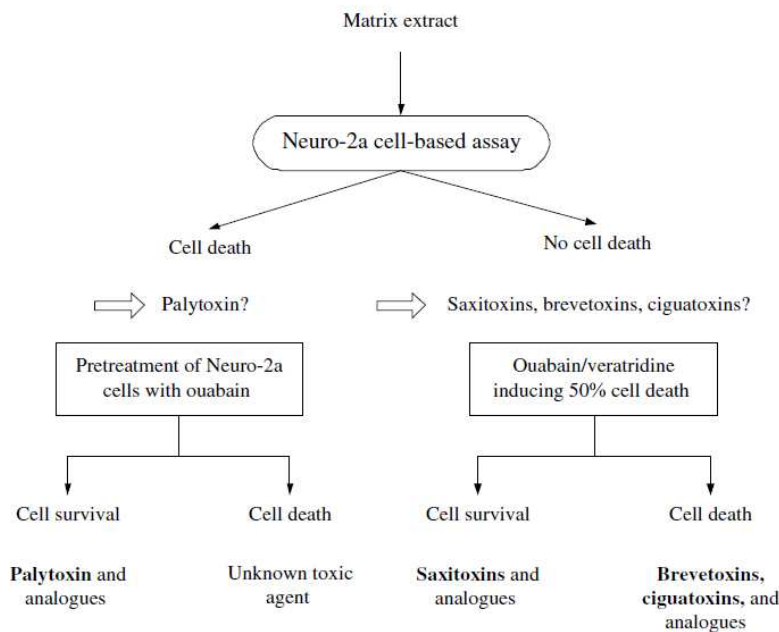 Matrix extract
Neuro-2a cell-based assay
Cell death
No cell death
Palytoxin?
Saxitoxins, brevetoxins, ciguatoxins?
Pretreatment of Neuro-2a
cells with ouabain
Ouabain/veratridine
inducing 50% cell death
Cell survival
Cell death
Cell survival
Cell death
Palytoxin and
analogues
Unknown toxic
agent
Saxitoxins and
analogues
Brevetoxins,
ciguatoxins, and
analogues